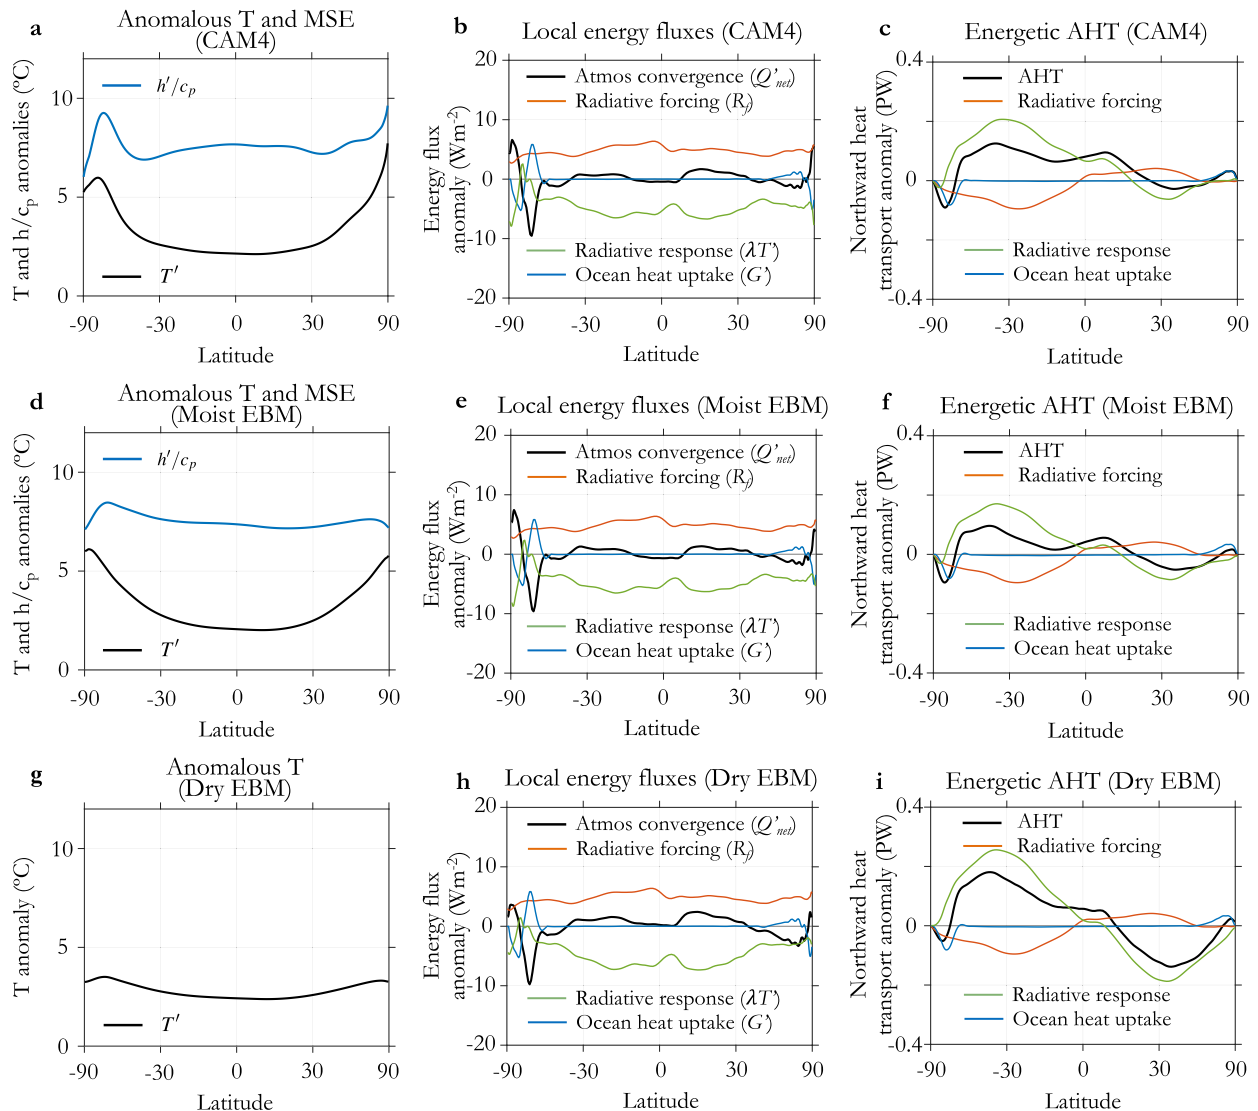 a
Anomalous T and MSE
(CAM4)
T and h/cp anomalies (ºC)
10
5
0
h'/cp
T'
-90 -30 0 30 90
Latitude
b
Local energy fluxes (CAM4)
Energy flux
anomaly (Wm-2)
20
10
0
-10
-20
Atmos convergence (Q'net)
Radiative forcing (Rf)
Radiative response (λT')
Ocean heat uptake (G')
-90 -30 0 30 90
Latitude
c
Energetic AHT (CAM4)
Northward heat
transport anomaly (PW)
0.4
0
-0.4
AHT
Radiative forcing
Radiative response
Ocean heat uptake
-90 -30 0 30 90
Latitude
d
Anomalous T and MSE
(Moist EBM)
T and h/cp anomalies (ºC)
10
5
0
h'/cp
T'
-90 -30 0 30 90
Latitude
e
Local energy fluxes (Moist EBM)
Energy flux
anomaly (Wm-2)
20
10
0
-10
-20
Atmos convergence (Q'net)
Radiative forcing (Rf)
Radiative response (λT')
Ocean heat uptake (G')
-90 -30 0 30 90
Latitude
f
Energetic AHT (Moist EBM)
Northward heat
transport anomaly (PW)
0.4
0
-0.4
AHT
Radiative forcing
Radiative response
Ocean heat uptake
-90 -30 0 30 90
Latitude
g
Anomalous T
(Dry EBM)
T anomaly (ºC)
10
5
0
T'
-90 -30 0 30 90
Latitude
h
Local energy fluxes (Dry EBM)
Energy flux
anomaly (Wm-2)
20
10
0
-10
-20
Atmos convergence (Q'net)
Radiative forcing (Rf)
Radiative response (λT')
Ocean heat uptake (G')
-90 -30 0 30 90
Latitude
i
Energetic AHT (Dry EBM)
Northward heat
transport anomaly (PW)
0.4
0
-0.4
AHT
Radiative forcing
Radiative response
Ocean heat uptake
-90 -30 0 30 90
Latitude